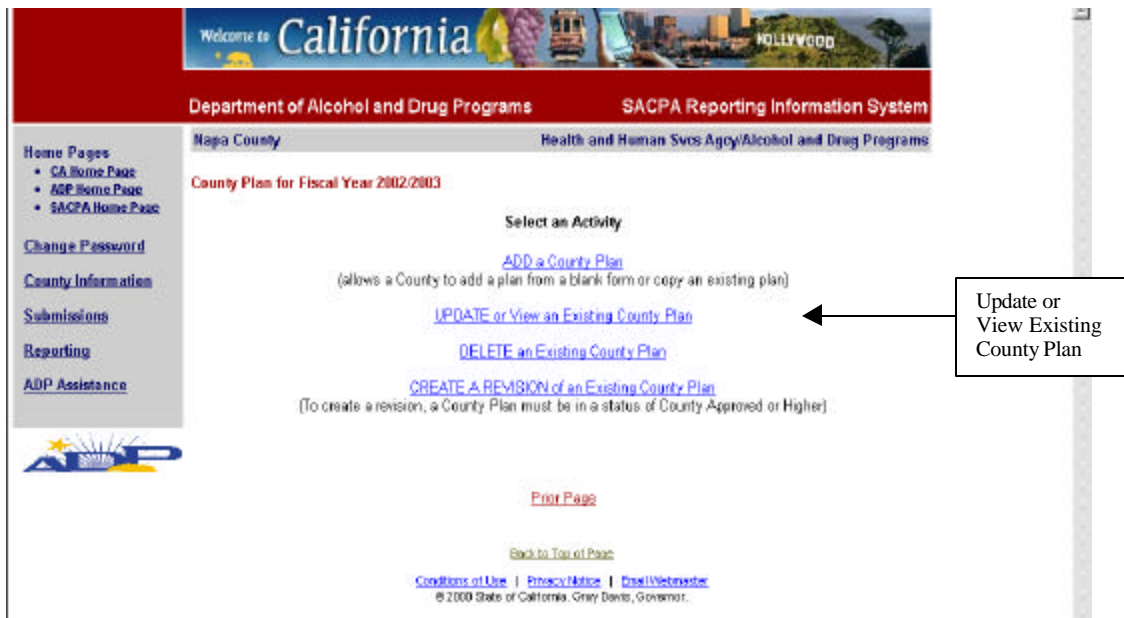 Welcome to California
HOLLYWOOD
Department of Alcohol and Drug Programs SACPA Reporting Information System
Napa County Health and Human Svcs Agcy/Alcohol and Drug Programs
Home Pages
• CA Home Page
• ADP Home Page
• SACPA Home Page
Change Password
County Information
Submissions
Reporting
ADP Assistance
ADP
County Plan for Fiscal Year 2002/2003
Select an Activity
ADD a County Plan
(allows a County to add a plan from a blank form or copy an existing plan)
UPDATE or View an Existing County Plan
DELETE an Existing County Plan
CREATE A REVISION of an Existing County Plan
(To create a revision, a County Plan must be in a status of County Approved or Higher)
Update or
View Existing
County Plan
Prior Page
Back to Top of Page
Conditions of Use | Privacy Notice | Email Webmaster
© 2000 State of California. Gray Davis, Governor.